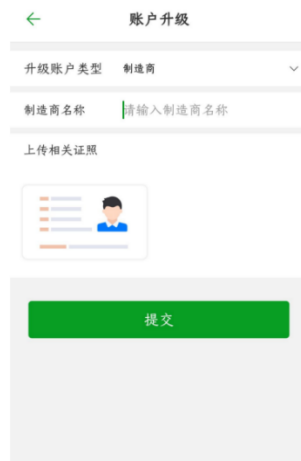 账户升级
升级账户类型 制造商
制造商名称 请输入制造商名称
上传相关证照
提交